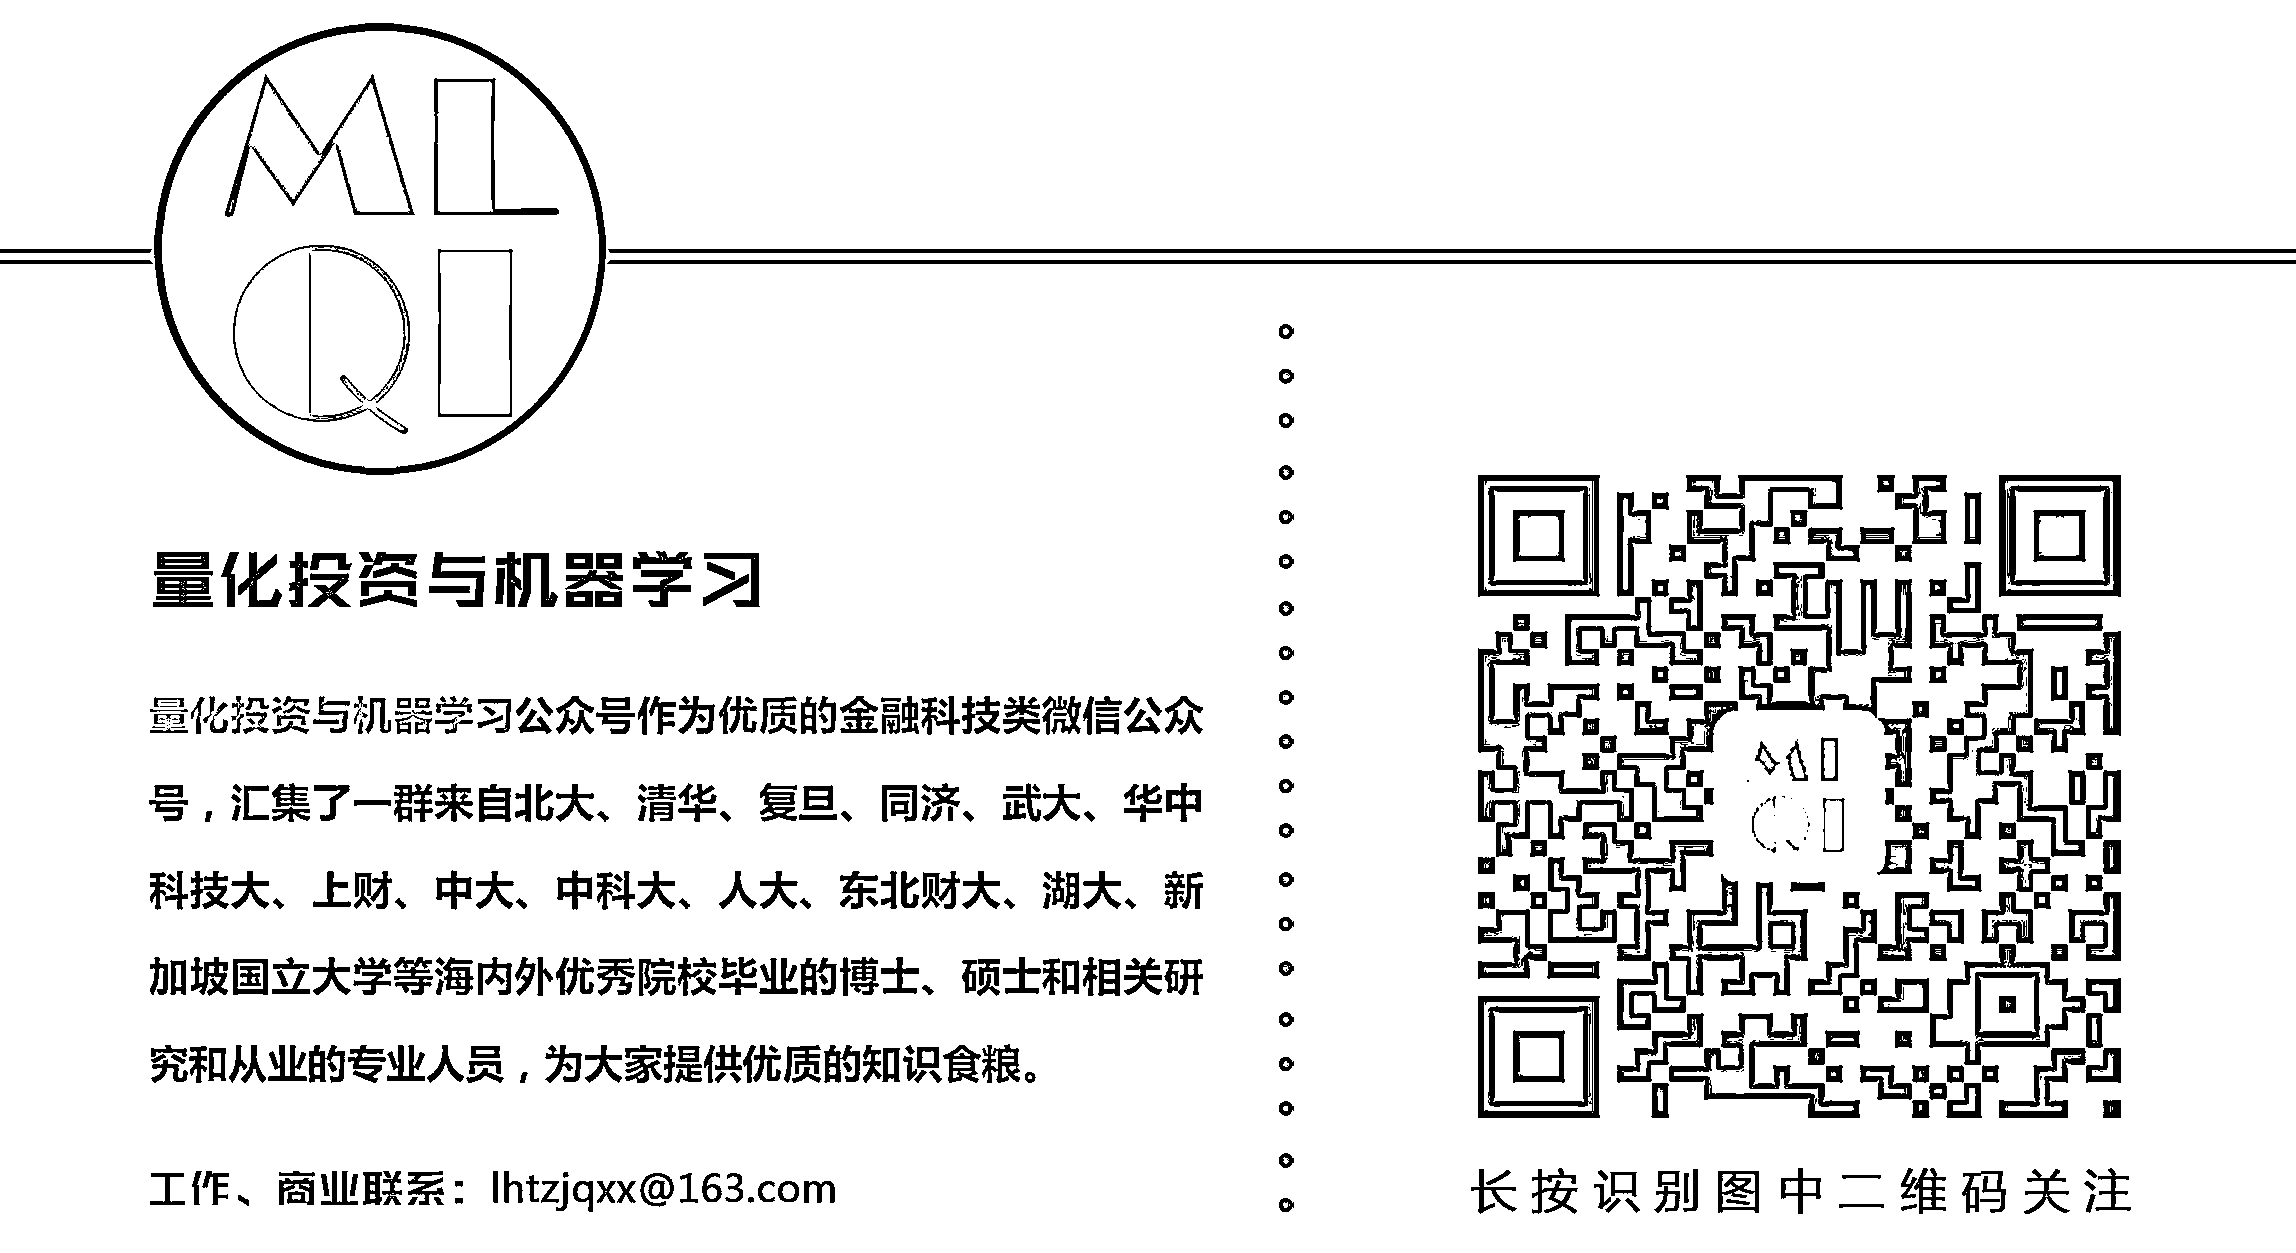 ML
QI
量化投资与机器学习
量化投资与机器学习公众号作为优质的金融科技类微信公众
号，汇集了一群来自北大、清华、复旦、同济、武大、华中
科技大、上财、中大、中科大、人大、东北财大、湖大、新
加坡国立大学等海内外优秀院校毕业的博士、硕士和相关研
究和从业的专业人员，为大家提供优质的知识食粮。
工作、商业联系：lhtzjqxx@163.com
ML
QI
长按识别图中二维码关注